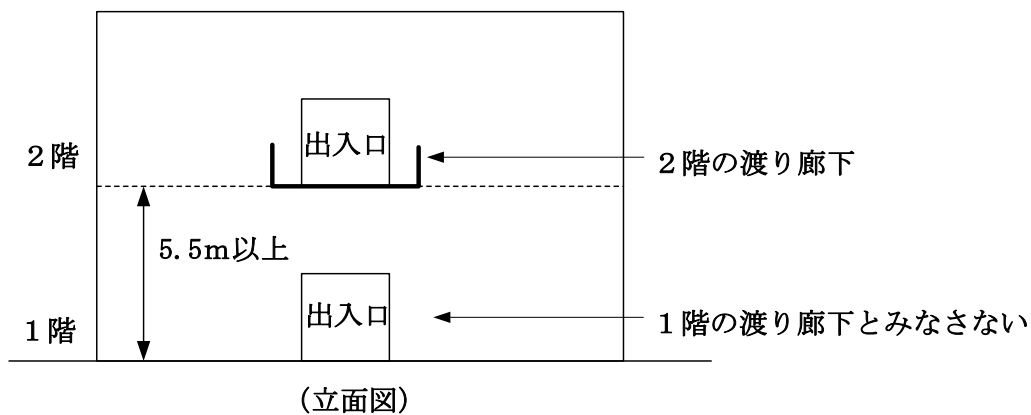 出入口
2階
2階の渡り廊下
5.5m以上
出入口
1階
1階の渡り廊下とみなさない
(立面図)